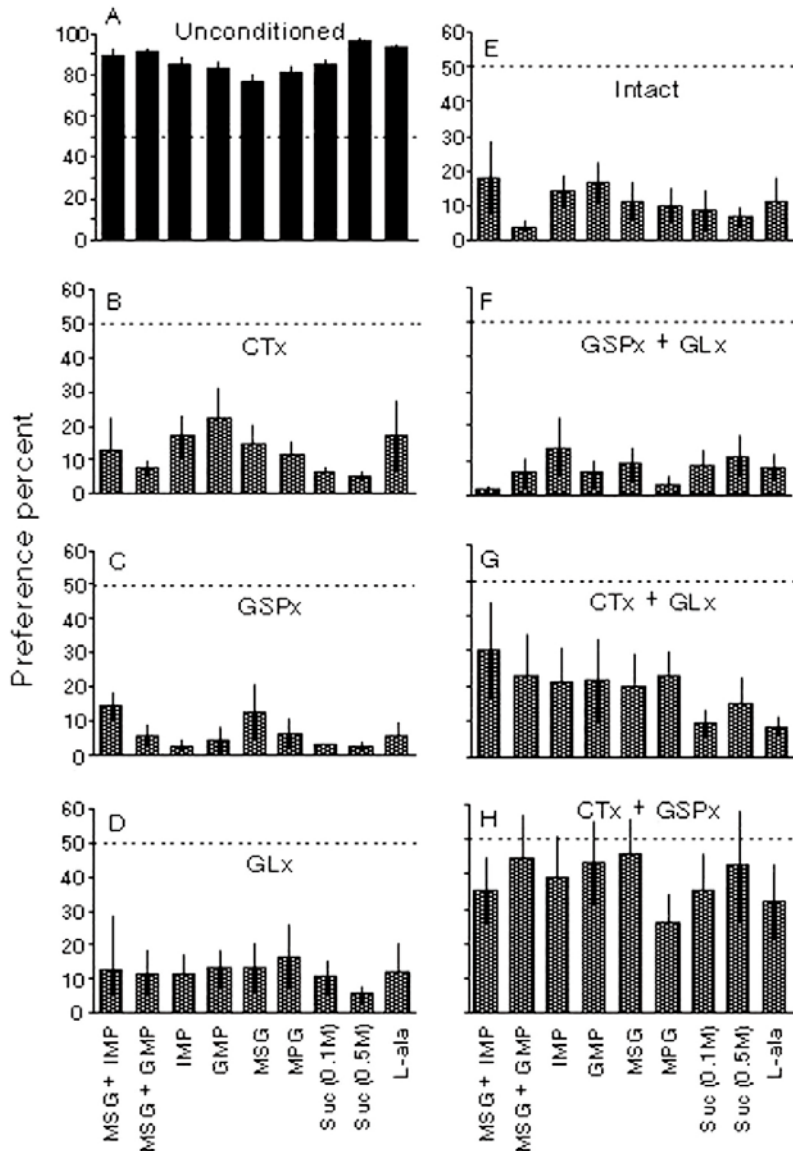 A
Unconditioned
100
80
60
40
20
0
B
60
50
40
30
20
10
0
CTx
C
60
50
40
30
20
10
0
GSPx
D
60
50
40
30
20
10
0
GLx
Preference percent
MSG + IMP
MSG + GMP
IMP
GMP
MSG
MPG
Suc (0.1M)
Suc (0.5M)
L-ala
E
60
50
40
30
20
10
0
Intact
F
GSPx + GLx
G
CTx + GLx
H
CTx + GSPx
MSG + IMP
MSG + GMP
IMP
GMP
MSG
MPG
Suc (0.1M)
Suc (0.5M)
L-ala